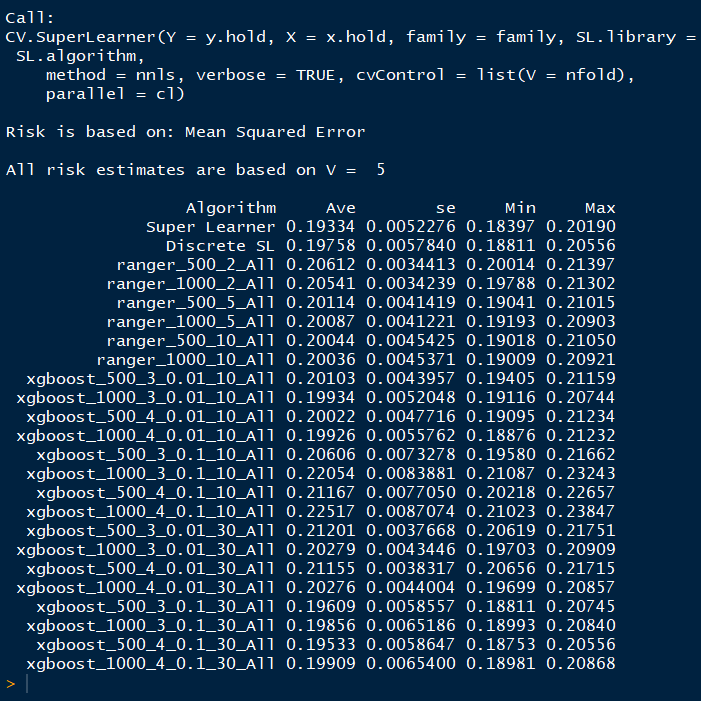 Call:
CV.SuperLearner(Y = y.hold, X = x.hold, family = family, SL.library =
SL.algorithm,
method = nnls, verbose = TRUE, cvControl = list(V = nfold),
parallel = cl)
Risk is based on: Mean Squared Error
All risk estimates are based on V =  5
Algorithm     Ave        se     Min     Max
Super Learner 0.19334 0.0052276 0.18397 0.20190
Discrete SL 0.19758 0.0057840 0.18811 0.20556
ranger_500_2_All 0.20612 0.0034413 0.20014 0.21397
ranger_1000_2_All 0.20541 0.0034239 0.19788 0.21302
ranger_500_5_All 0.20114 0.0041419 0.19041 0.21015
ranger_1000_5_All 0.20087 0.0041221 0.19193 0.20903
ranger_500_10_All 0.20044 0.0045425 0.19018 0.21050
ranger_1000_10_All 0.20036 0.0045371 0.19009 0.20921
xgboost_500_3_0.01_10_All 0.20103 0.0043957 0.19405 0.21159
xgboost_1000_3_0.01_10_All 0.19934 0.0052048 0.19116 0.20744
xgboost_500_4_0.01_10_All 0.20022 0.0047716 0.19095 0.21234
xgboost_1000_4_0.01_10_All 0.19926 0.0055762 0.18876 0.21232
xgboost_500_3_0.1_10_All 0.20606 0.0073278 0.19580 0.21662
xgboost_1000_3_0.1_10_All 0.22054 0.0083881 0.21087 0.23243
xgboost_500_4_0.1_10_All 0.21167 0.0077050 0.20218 0.22657
xgboost_1000_4_0.1_10_All 0.22517 0.0087074 0.21023 0.23847
xgboost_500_3_0.01_30_All 0.21201 0.0037668 0.20619 0.21751
xgboost_1000_3_0.01_30_All 0.20279 0.0043446 0.19703 0.20909
xgboost_500_4_0.01_30_All 0.21155 0.0038317 0.20656 0.21715
xgboost_1000_4_0.01_30_All 0.20276 0.0044004 0.19699 0.20857
xgboost_500_3_0.1_30_All 0.19609 0.0058557 0.18811 0.20745
xgboost_1000_3_0.1_30_All 0.19856 0.0065186 0.18993 0.20840
xgboost_500_4_0.1_30_All 0.19533 0.0058647 0.18753 0.20556
xgboost_1000_4_0.1_30_All 0.19909 0.0065400 0.18981 0.20868
>